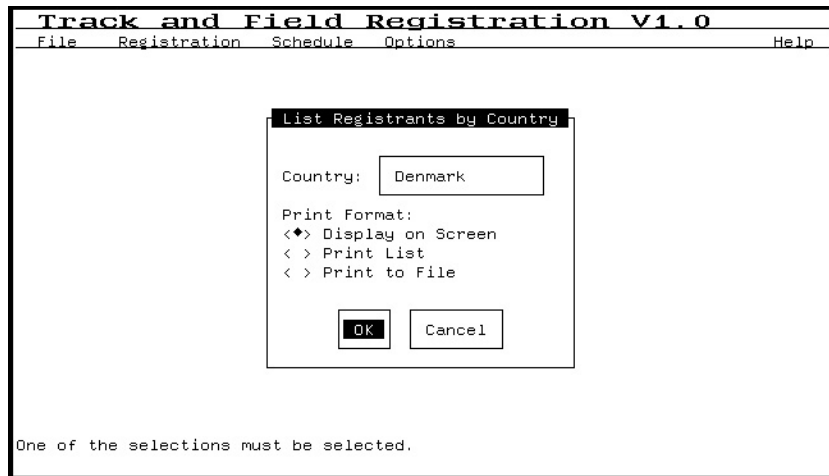 Track and Field Registration V1.0
File Registration Schedule Options Help
List Registrants by Country
Country: Denmark
Print Format:
<◆> Display on Screen
< > Print List
< > Print to File
OK Cancel
One of the selections must be selected.